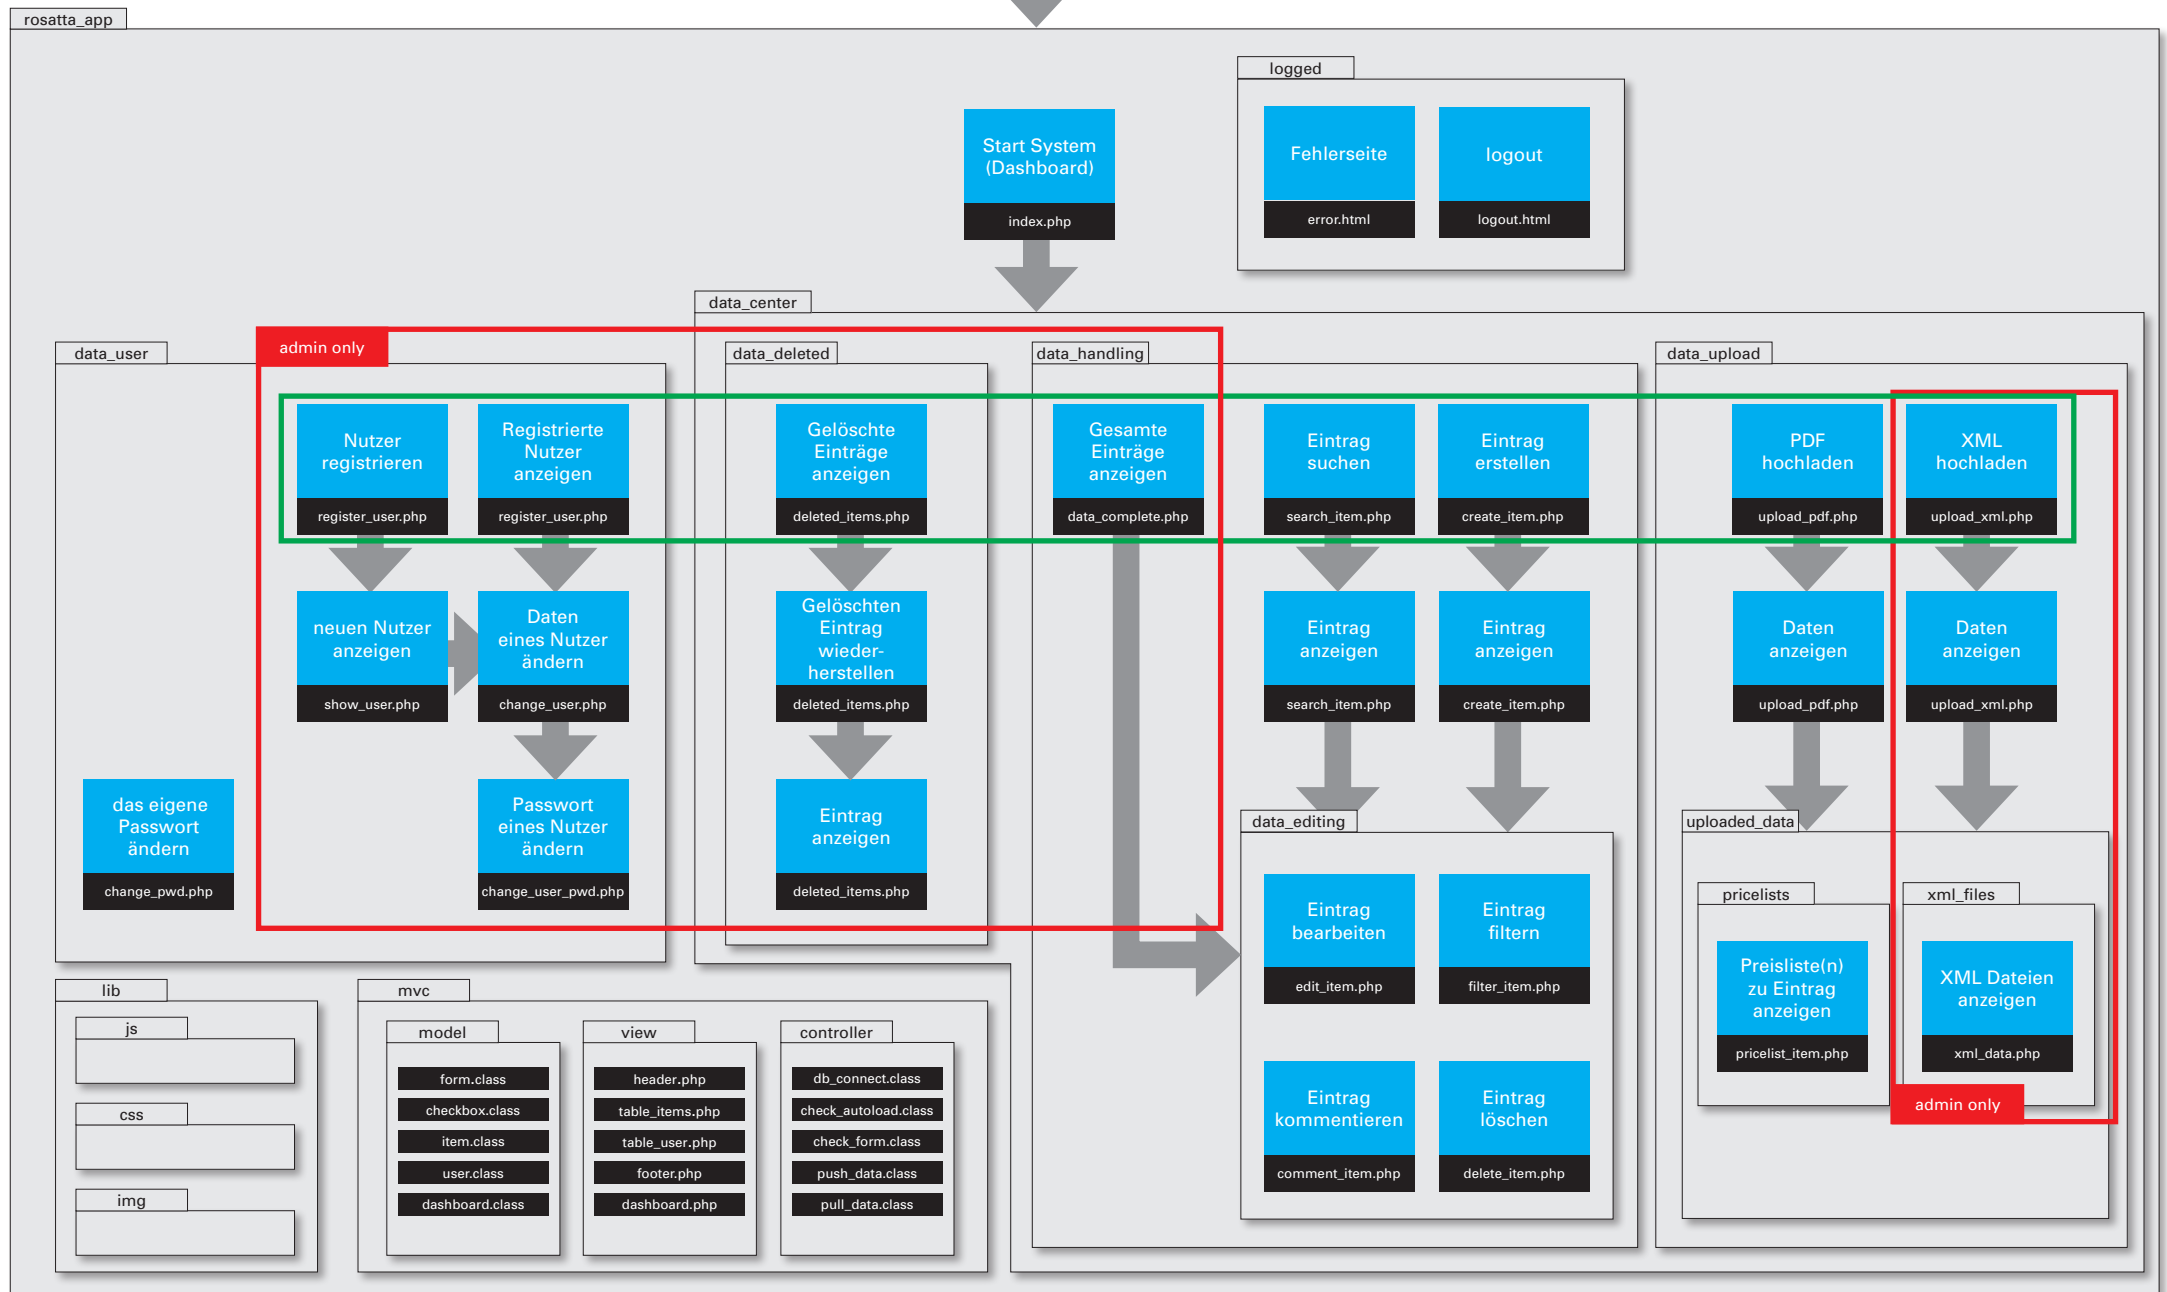 rosatta_app
logged
Start System
(Dashboard)
index.php
Fehlerseite
error.html
logout
logout.html
data_center
data_user
admin only
data_deleted
data_handling
data_upload
Nutzer
registrieren
register_user.php
Registrierte
Nutzer
anzeigen
register_user.php
Gelöschte
Einträge
anzeigen
deleted_items.php
Gesamte
Einträge
anzeigen
data_complete.php
Eintrag
suchen
search_item.php
Eintrag
erstellen
create_item.php
PDF
hochladen
upload_pdf.php
XML
hochladen
upload_xml.php
neuen Nutzer
anzeigen
show_user.php
Daten
eines Nutzer
ändern
change_user.php
Gelöschten
Eintrag
wieder-
herstellen
deleted_items.php
Eintrag
anzeigen
search_item.php
Eintrag
anzeigen
create_item.php
Daten
anzeigen
upload_pdf.php
Daten
anzeigen
upload_xml.php
das eigene
Passwort
ändern
change_pwd.php
Passwort
eines Nutzer
ändern
change_user_pwd.php
Eintrag
anzeigen
deleted_items.php
data_editing
Eintrag
bearbeiten
edit_item.php
Eintrag
filtern
filter_item.php
Eintrag
kommentieren
comment_item.php
Eintrag
löschen
delete_item.php
uploaded_data
pricelists
Preisliste(n)
zu Eintrag
anzeigen
pricelist_item.php
xml_files
XML Dateien
anzeigen
xml_data.php
admin only
lib
js
css
img
mvc
model
form.class
checkbox.class
item.class
user.class
dashboard.class
view
header.php
table_items.php
table_user.php
footer.php
dashboard.php
controller
db_connect.class
check_autoload.class
check_form.class
push_data.class
pull_data.class